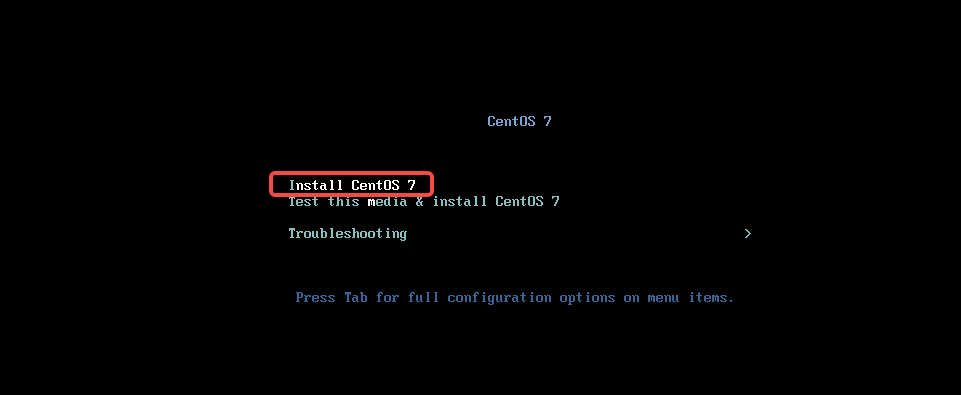 CentOS 7
Install CentOS 7
Test this media & install CentOS 7
Troubleshooting >
Press Tab for full configuration options on menu items.